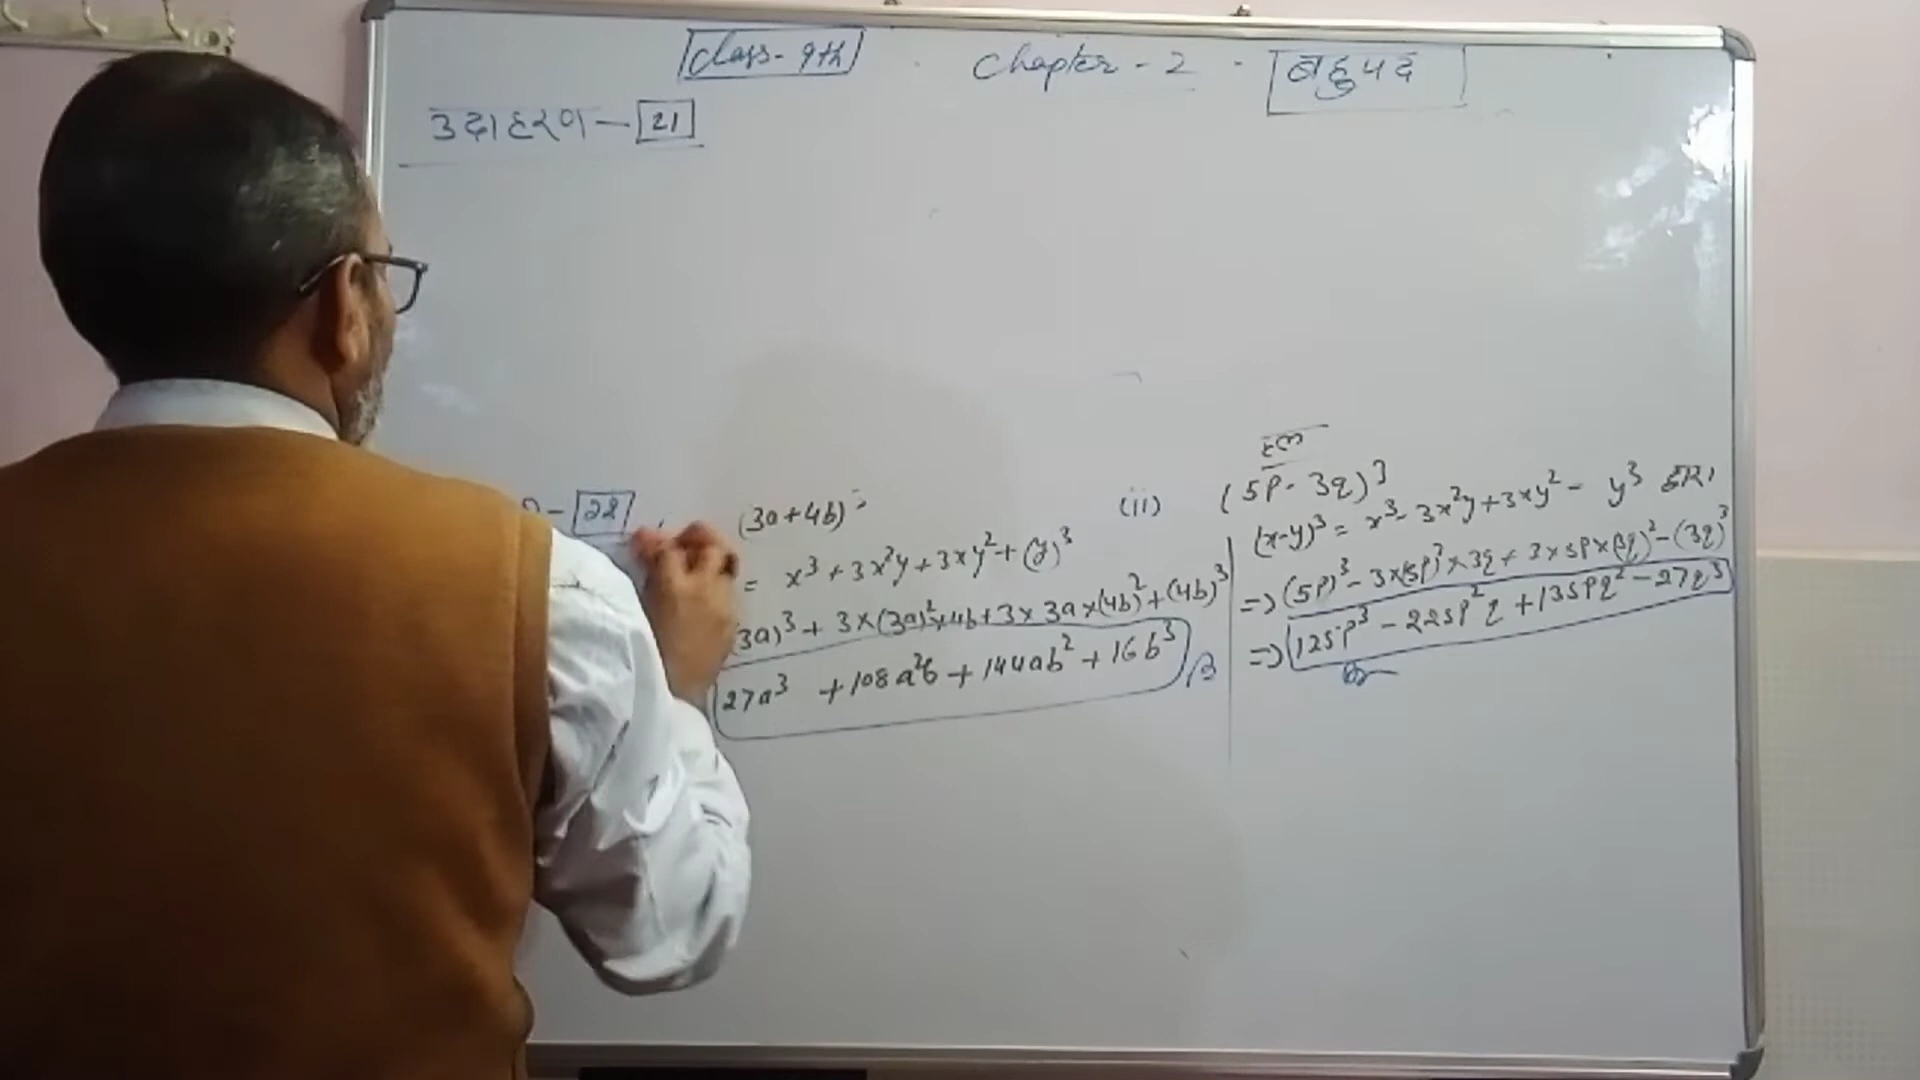 Class-9th Chapter-2 बहुपद
उदाहरण - 21
22
(3a+4b)³
= x³ + 3x²y + 3xy² + (y)³
(3a)³ + 3×(3a)²×4b + 3×3a×(4b)² + (4b)³
27a³ + 108a²b + 144ab² + 16b³
हल
(ii) (5p - 3q)³
(x-y)³ = x³ - 3x²y + 3xy² - y³ द्वारा
=> (5p)³ - 3×(5p)²×3q + 3×5p×(3q)² - (3q)³
=> 125p³ - 225p²q + 135pq² - 27q³